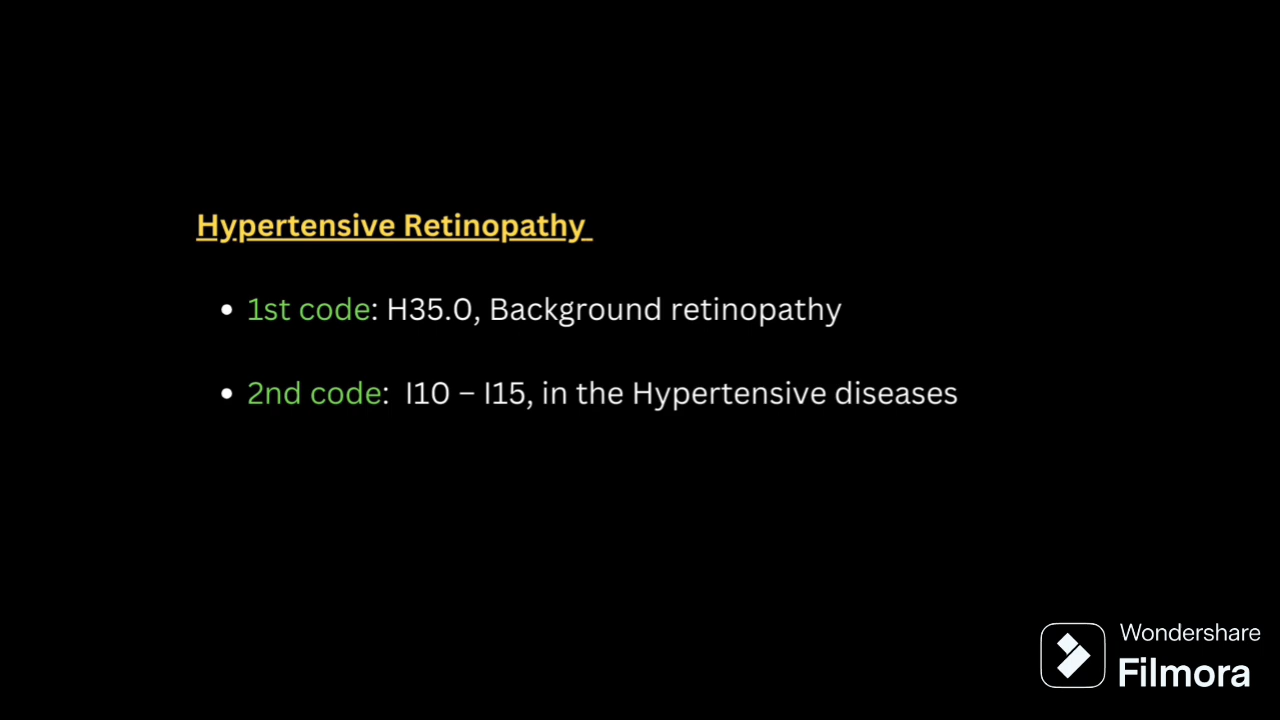 Hypertensive Retinopathy
• 1st code: H35.0, Background retinopathy
• 2nd code: I10 – I15, in the Hypertensive diseases
Wondershare
Filmora